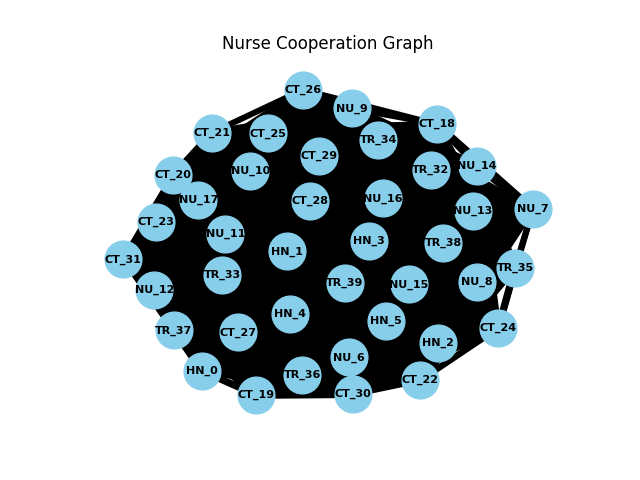 Nurse Cooperation Graph
CT_26
NU_9
CT_18
CT_21
CT_25
TR_34
CT_29
NU_14
TR_32
NU_10
CT_20
NU_17
CT_28
NU_16
NU_7
NU_13
CT_23
NU_11
HN_3
TR_38
HN_1
CT_31
TR_35
TR_33
NU_8
TR_39
NU_15
NU_12
HN_4
HN_5
CT_24
TR_37
CT_27
HN_2
NU_6
HN_0
TR_36
CT_22
CT_30
CT_19